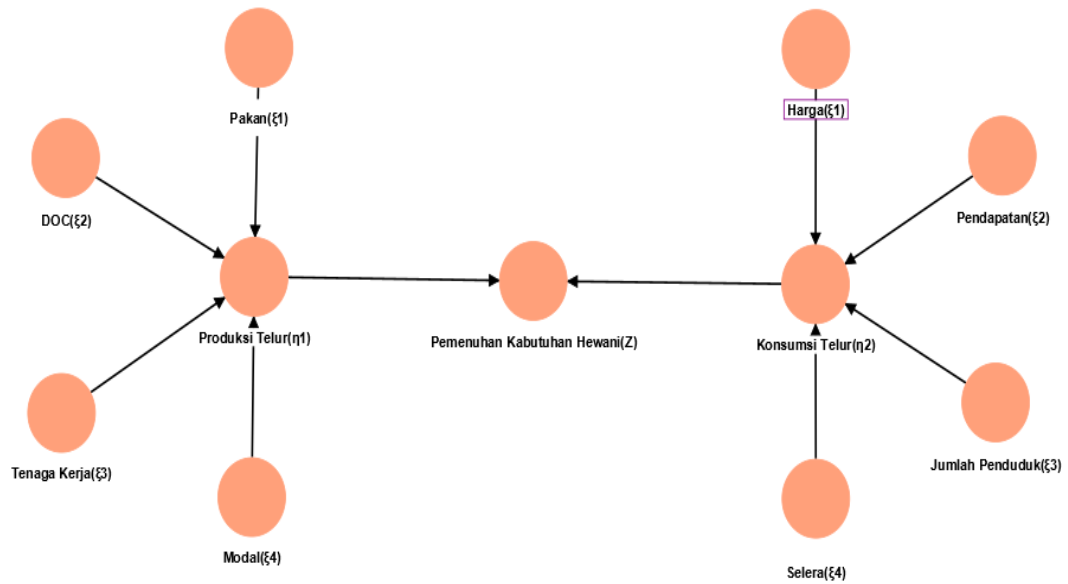 Pakan(ξ1)
Harga(ξ1)
DOC(ξ2)
Pendapatan(ξ2)
Produksi Telur(η1)
Pemenuhan Kabutuhan Hewani(Z)
Konsumsi Telur(η2)
Tenaga Kerja(ξ3)
Jumlah Penduduk(ξ3)
Modal(ξ4)
Selera(ξ4)